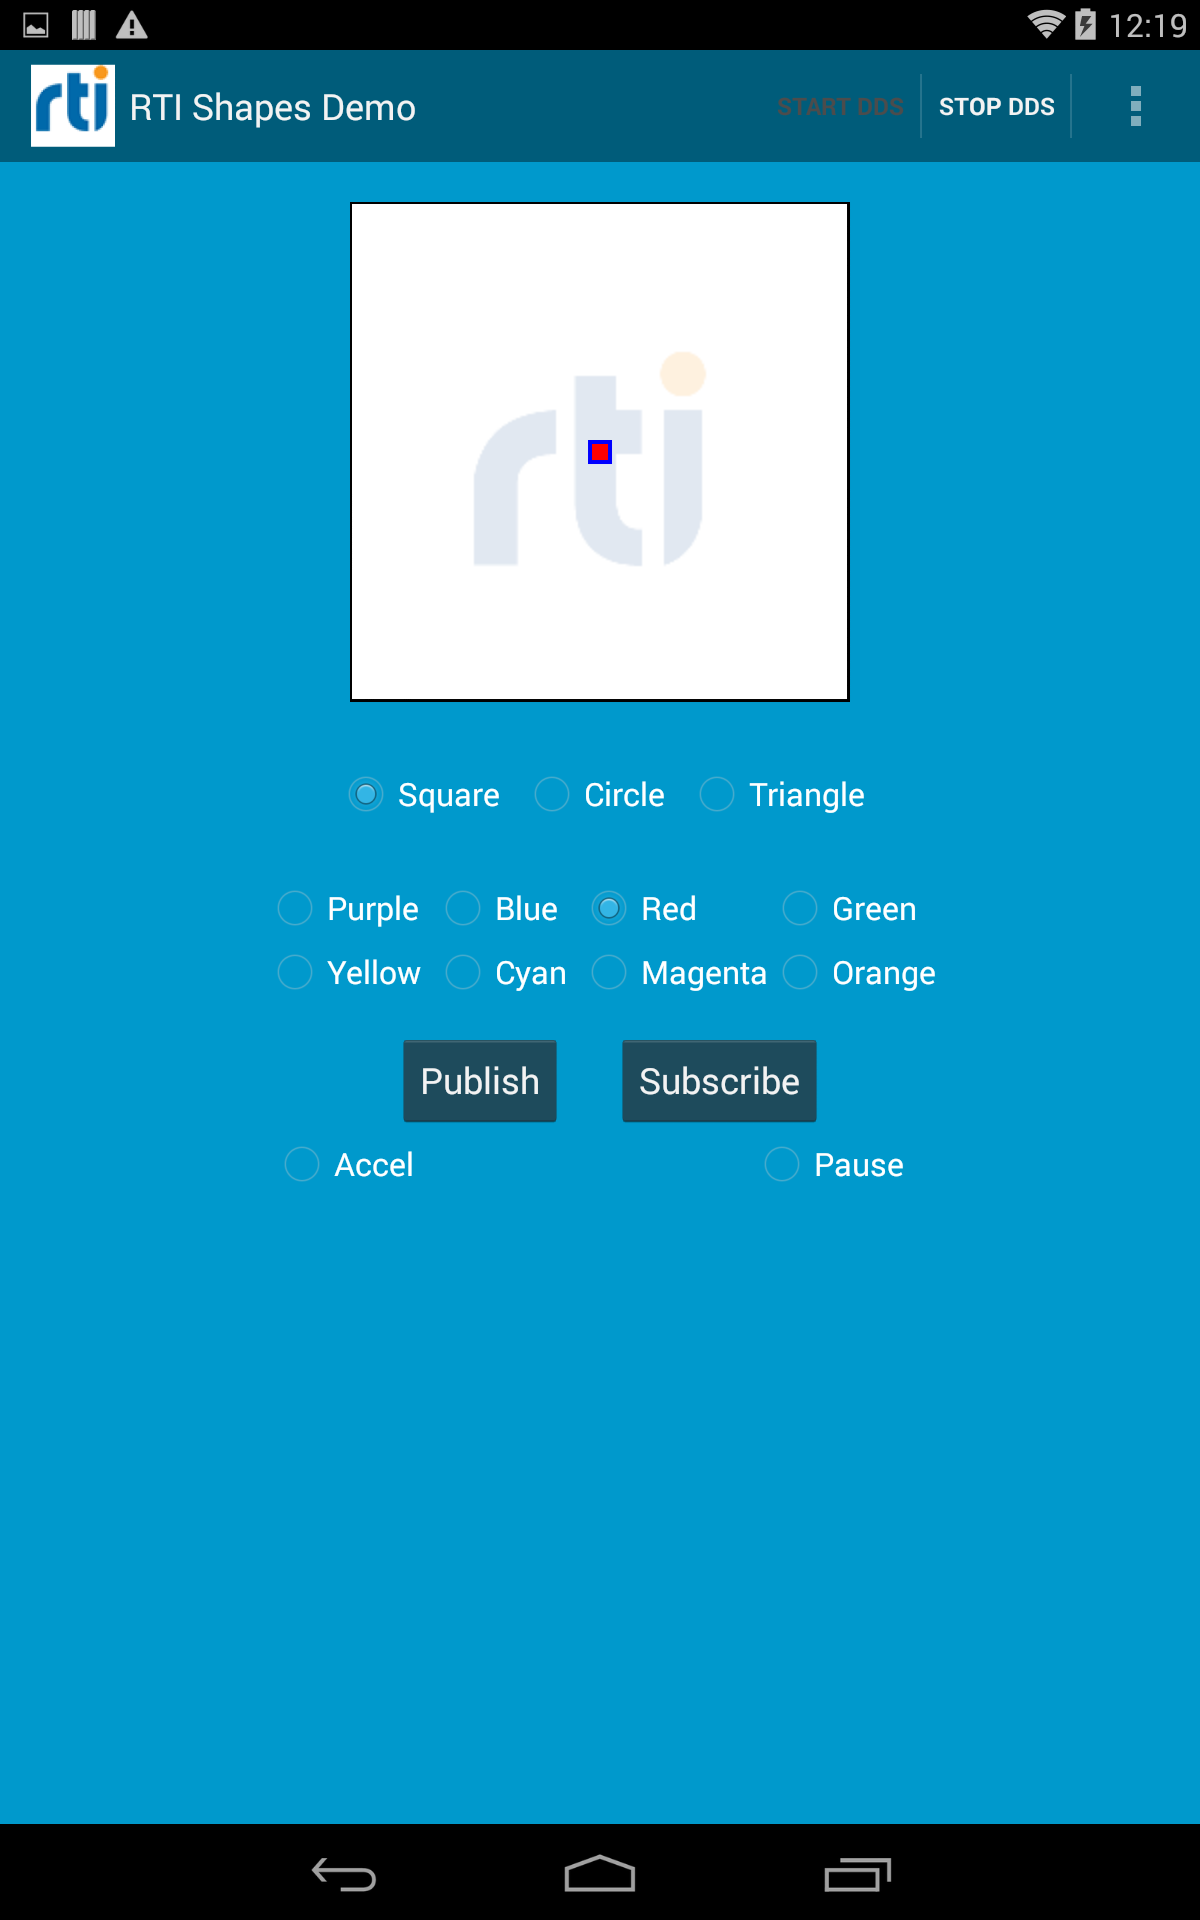 12:19
rti RTI Shapes Demo START DDS STOP DDS
rti
Square Circle Triangle
Purple Blue Red Green
Yellow Cyan Magenta Orange
Publish Subscribe
Accel Pause